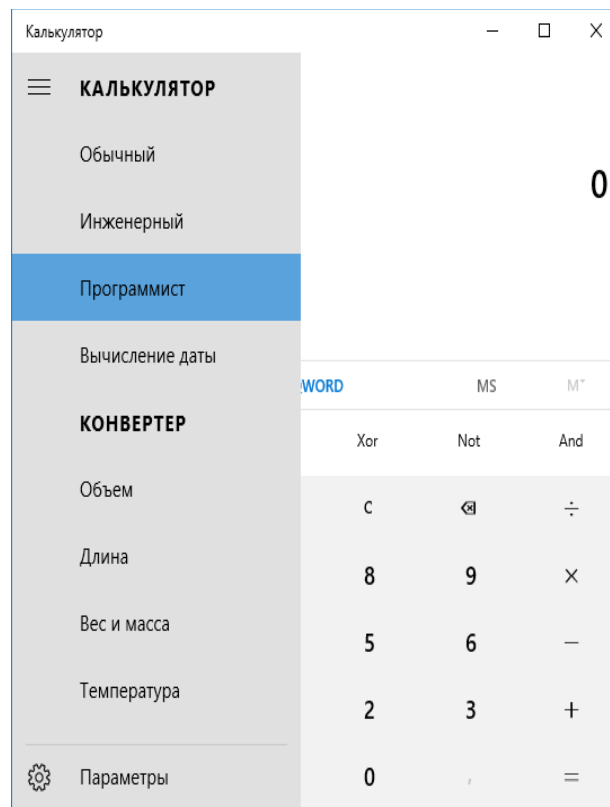 Калькулятор
КАЛЬКУЛЯТОР
Обычный
Инженерный
0
Программист
Вычисление даты
WORD MS M
КОНВЕРТЕР
Xor Not And
Объем
C ÷
Длина
8 9 ×
Вес и масса
5 6 −
Температура
2 3 +
Параметры
0 , =